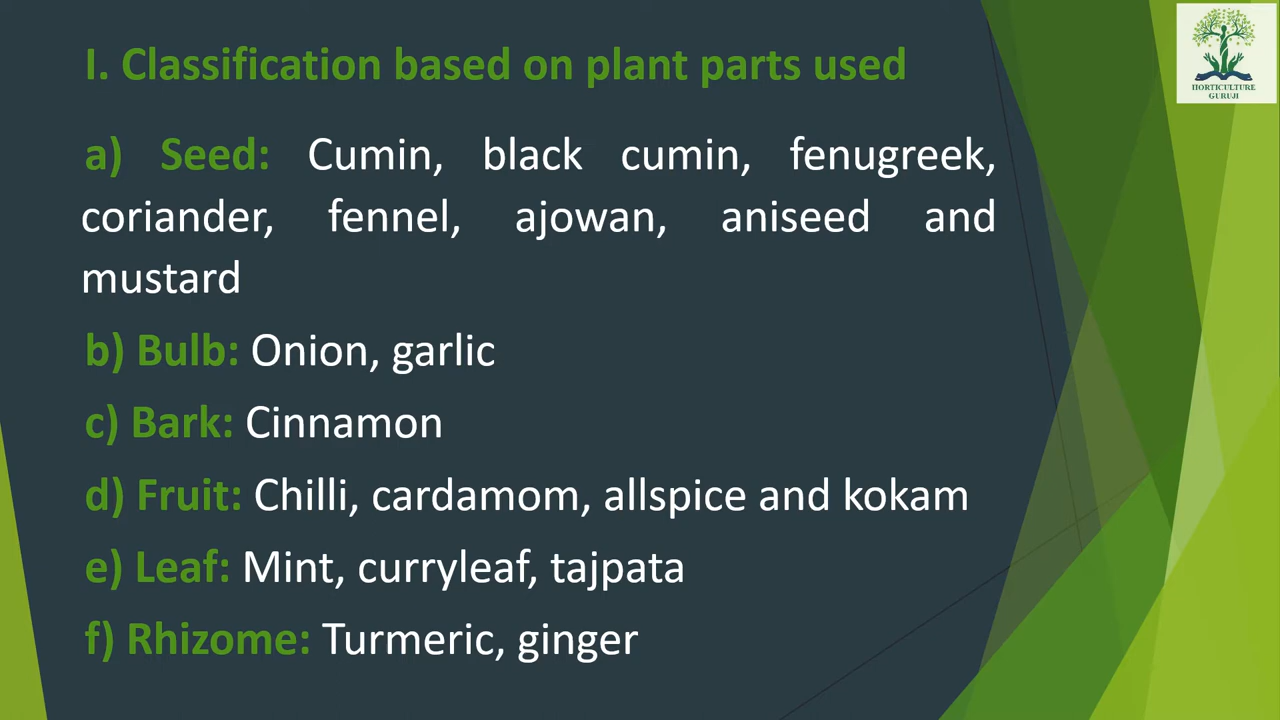 I. Classification based on plant parts used
HORTICULTURE
GURUJI
a) Seed: Cumin, black cumin, fenugreek,
coriander, fennel, ajowan, aniseed and
mustard
b) Bulb: Onion, garlic
c) Bark: Cinnamon
d) Fruit: Chilli, cardamom, allspice and kokam
e) Leaf: Mint, curryleaf, tajpata
f) Rhizome: Turmeric, ginger